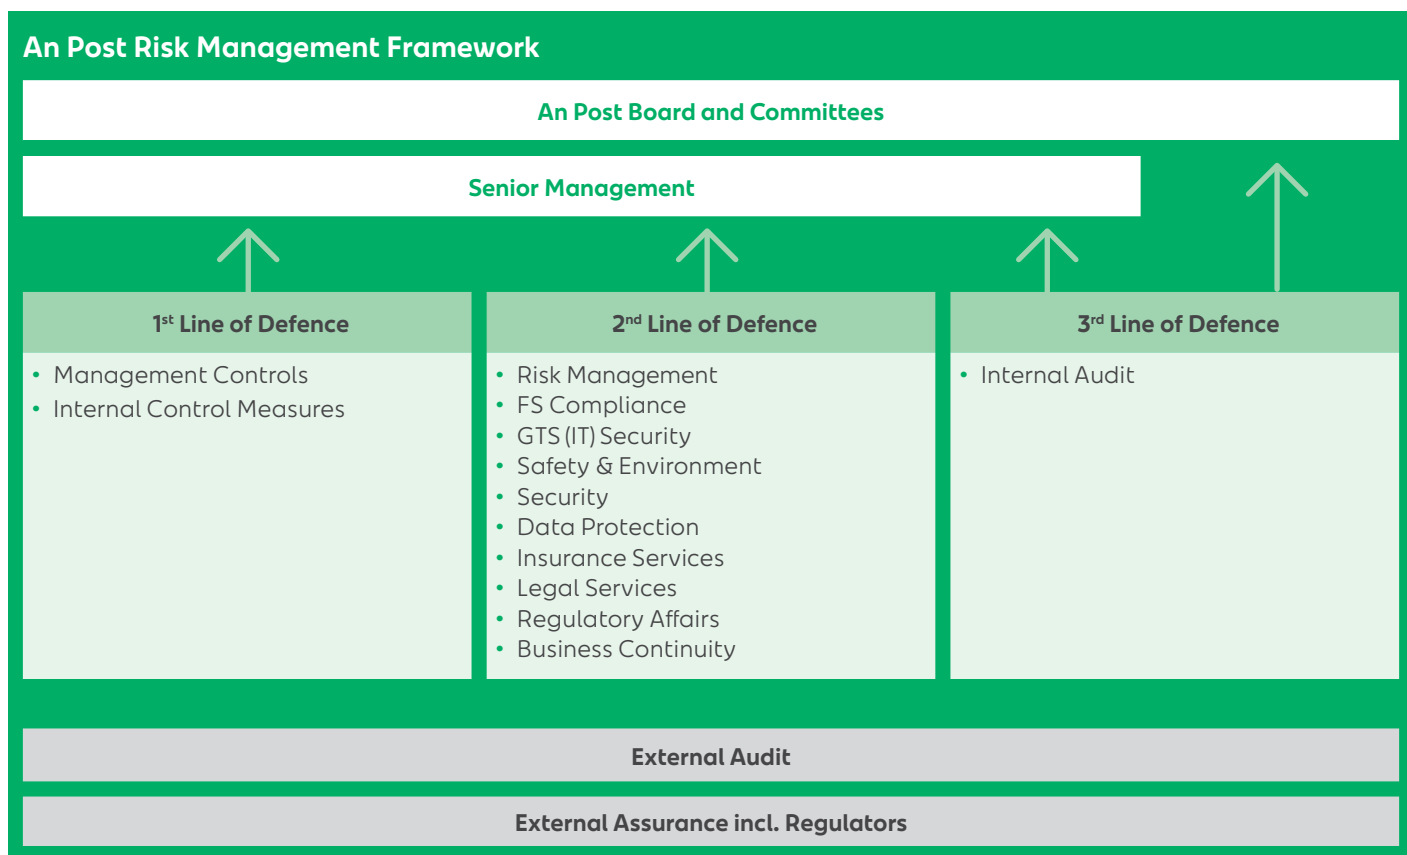 An Post Risk Management Framework
An Post Board and Committees
Senior Management
1st Line of Defence
• Management Controls
• Internal Control Measures
2nd Line of Defence
• Risk Management
• FS Compliance
• GTS (IT) Security
• Safety & Environment
• Security
• Data Protection
• Insurance Services
• Legal Services
• Regulatory Affairs
• Business Continuity
3rd Line of Defence
• Internal Audit
External Audit
External Assurance incl. Regulators